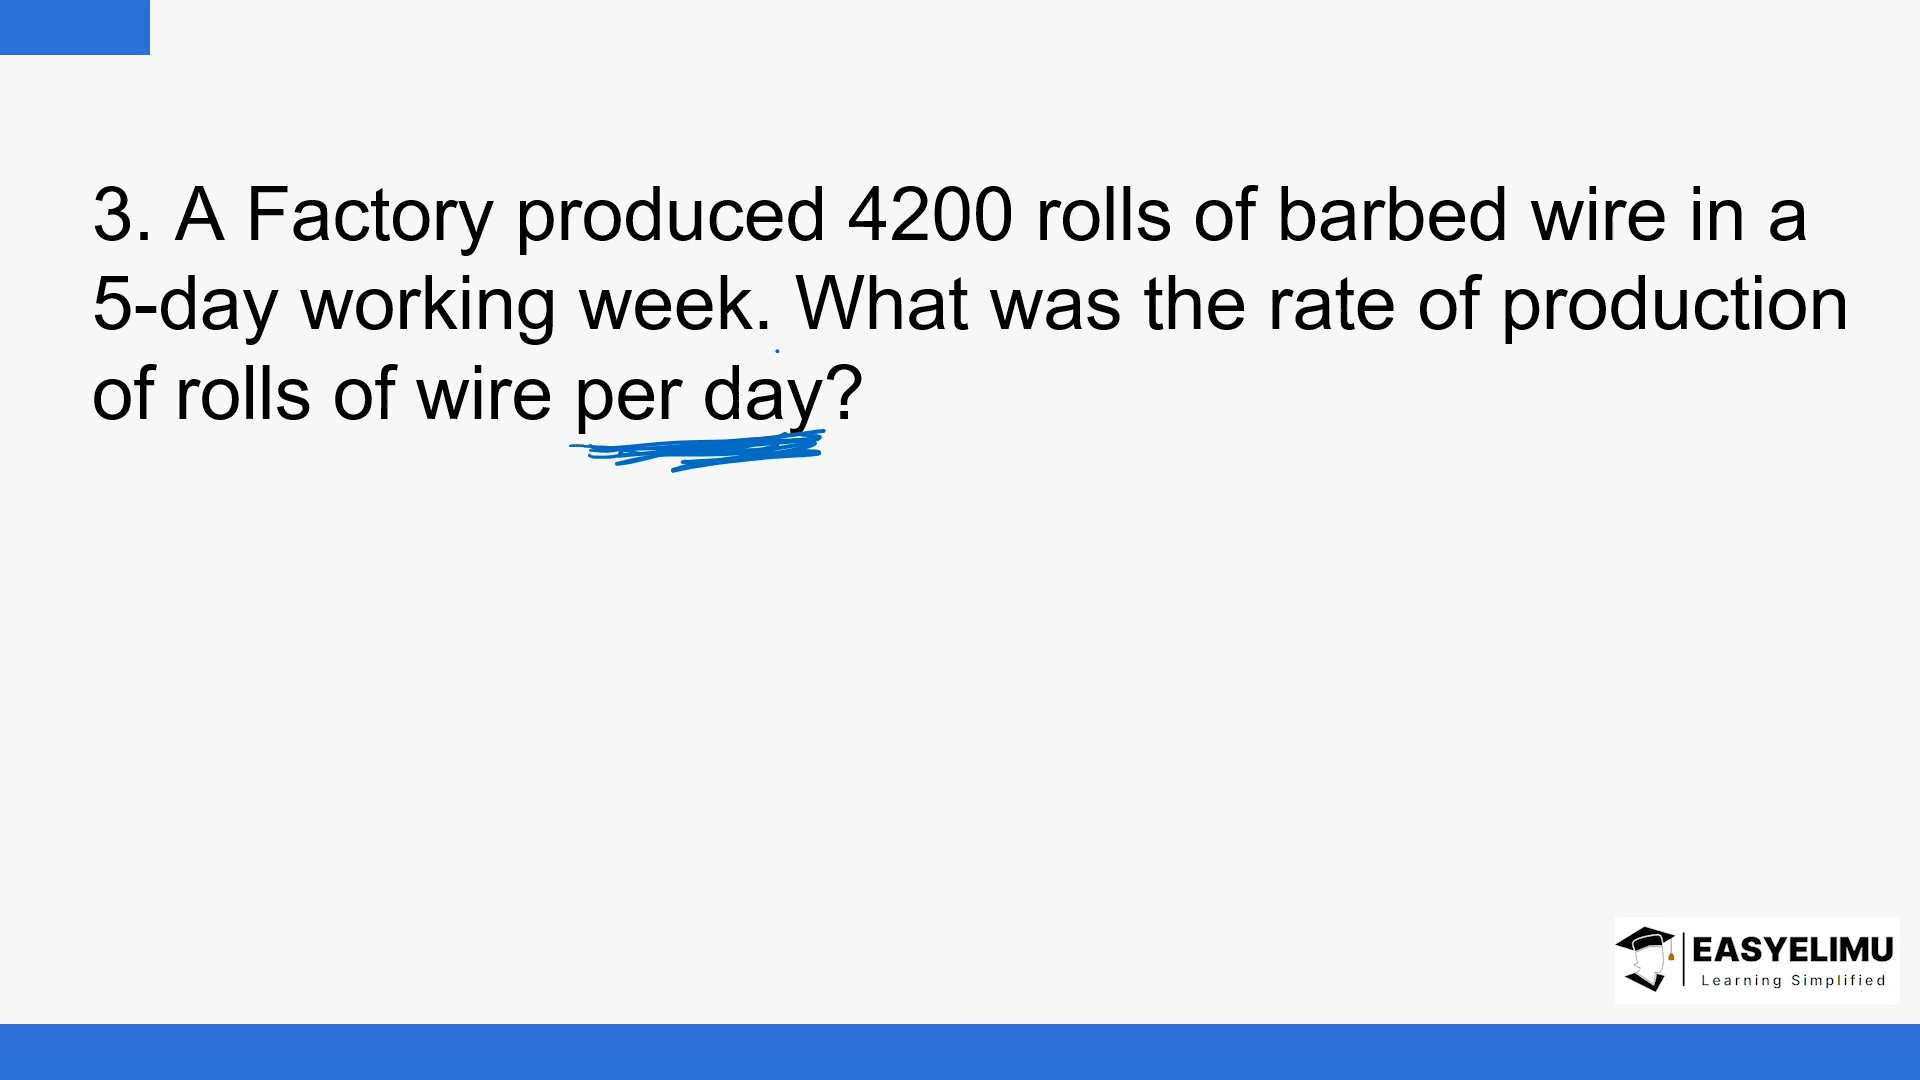 3. A Factory produced 4200 rolls of barbed wire in a
5-day working week. What was the rate of production
of rolls of wire per day?
EASYELIMU
Learning Simplified